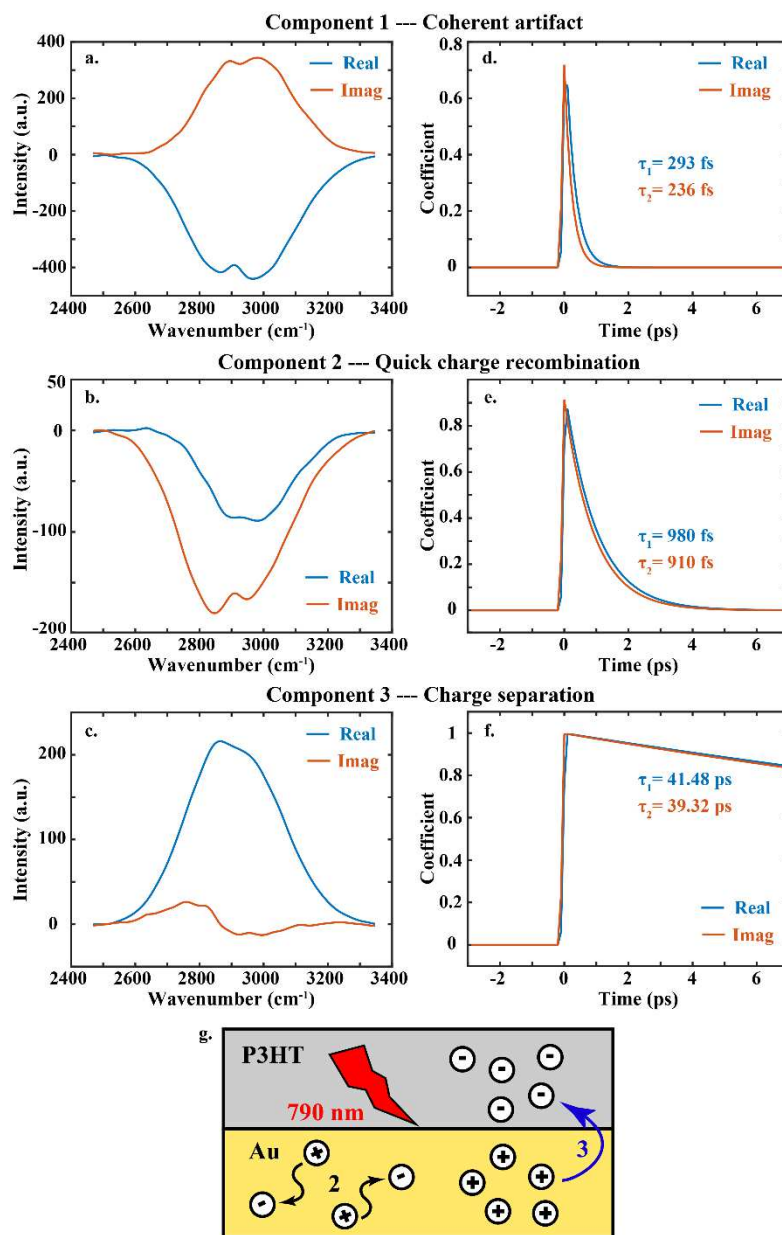 Component 1 --- Coherent artifact
a.
Real
Imag
400
200
0
-200
-400
Intensity (a.u.)
2400 2600 2800 3000 3200 3400
Wavenumber (cm⁻¹)
d.
Real
Imag
0.8
0.6
0.4
0.2
0
Coefficient
τ₁= 293 fs
τ₂= 236 fs
-2 0 2 4 6
Time (ps)
Component 2 --- Quick charge recombination
b.
50
0
-100
-200
Intensity (a.u.)
Real
Imag
2400 2600 2800 3000 3200 3400
Wavenumber (cm⁻¹)
e.
Real
Imag
0.8
0.6
0.4
0.2
0
Coefficient
τ₁= 980 fs
τ₂= 910 fs
-2 0 2 4 6
Time (ps)
Component 3 --- Charge separation
c.
Real
Imag
200
100
0
Intensity (a.u.)
2400 2600 2800 3000 3200 3400
Wavenumber (cm⁻¹)
f.
1
0.8
0.6
0.4
0.2
0
Coefficient
τ₁= 41.48 ps
τ₂= 39.32 ps
Real
Imag
-2 0 2 4 6
Time (ps)
g.
P3HT
790 nm
- - -
- -
-
3
Au
+ +
- 2 - + +
+ + +